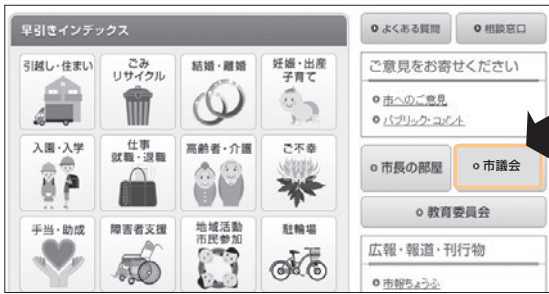 早引きインデックス
引越し・住まい
ごみ
リサイクル
結婚・離婚
妊娠・出産
子育て
入園・入学
仕事
就職・退職
高齢者・介護
ご不幸
手当・助成
障害者支援
地域活動
市民参加
駐輪場
よくある質問
相談窓口
ご意見をお寄せください
市へのご意見
パブリック・コメント
市長の部屋
市議会
教育委員会
広報・報道・刊行物
市報ちょうふ